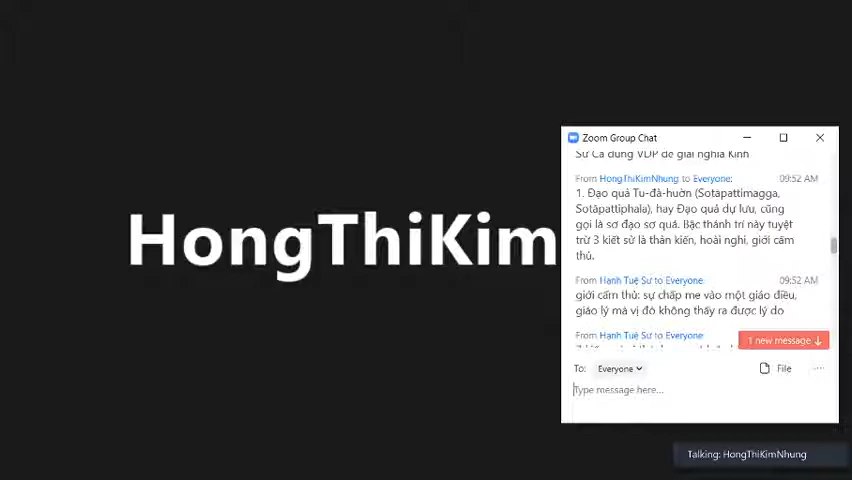 HongThiKim
Zoom Group Chat
Sư Cả dùng VDP để giải nghĩa Kinh
From HongThiKimNhung to Everyone: 09:52 AM
1. Đạo quả Tu-đà-huờn (Sotāpattimagga,
Sotāpattiphala), hay Đạo quả dự lưu, cũng
gọi là sơ đạo sơ quả. Bậc thánh trí này tuyệt
trừ 3 kiết sử là thân kiến, hoài nghi, giới cấm
thủ.
From Hạnh Tuệ Sư to Everyone: 09:52 AM
giới cấm thủ: sự chấp me vào một giáo điều,
giáo lý mà vị đó không thấy ra được lý do
From Hạnh Tuệ Sư to Everyone:
1 new message ↓
To: Everyone File ...
Type message here...
Talking: HongThiKimNhung